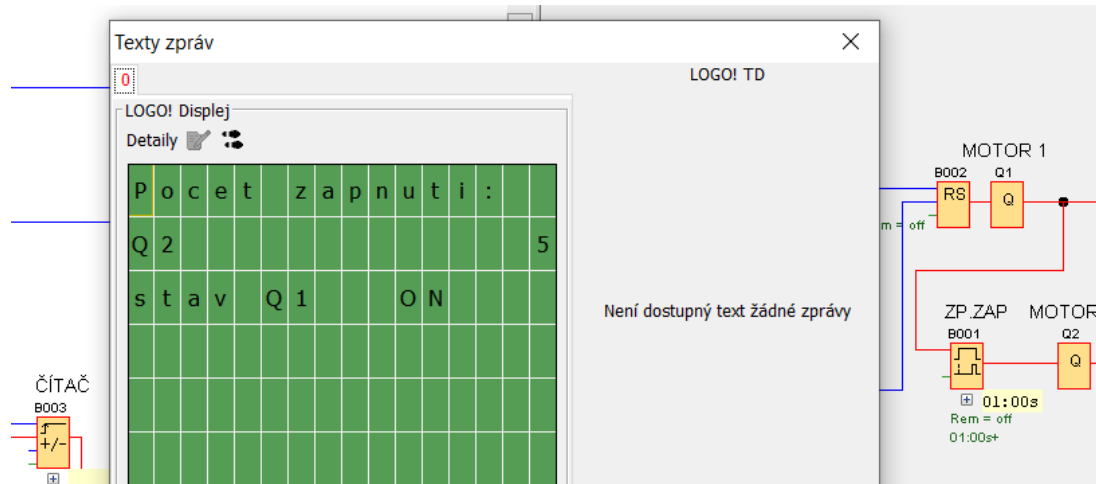 Texty zpráv
0
LOGO! TD
LOGO! Displej
Detaily
Pocet zapnuti:
Q2 5
stav Q1 ON
Není dostupný text žádné zprávy
ČÍTAČ
B003
+/-
MOTOR 1
B002 Q1
RS Q
m = off
ZP.ZAP MOTOR
B001 Q2
Q
01:00s
Rem = off
01:00s+